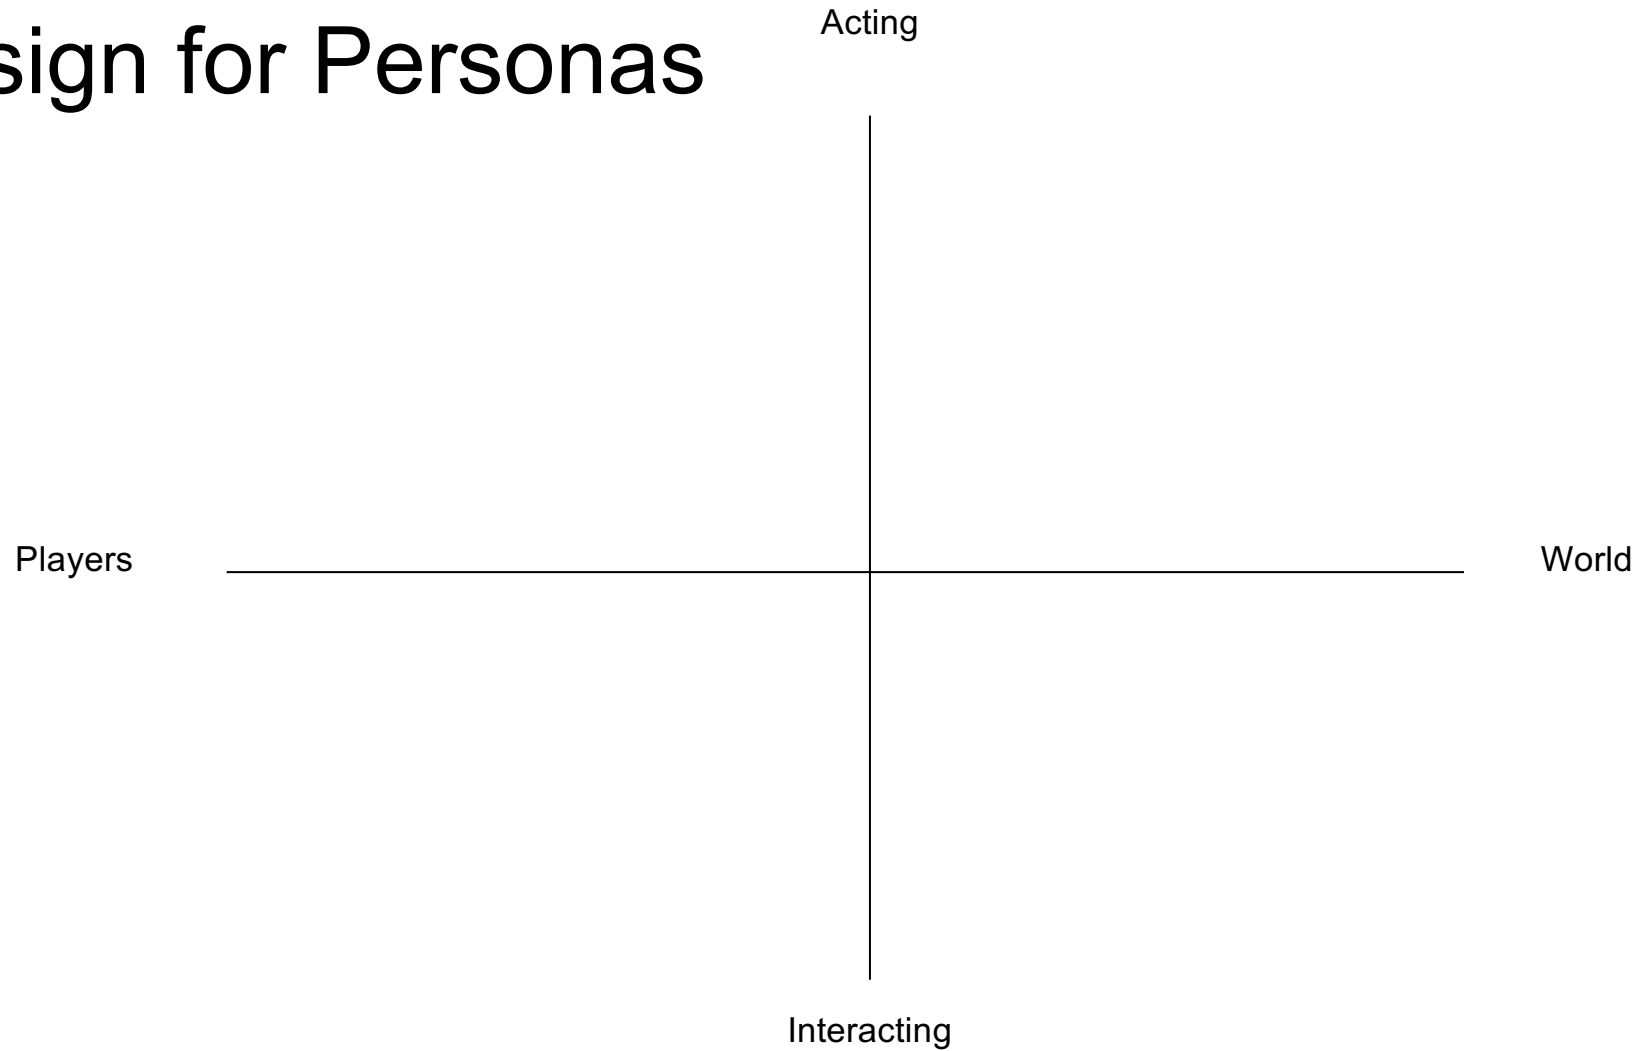 sign for Personas
Acting
Players
World
Interacting